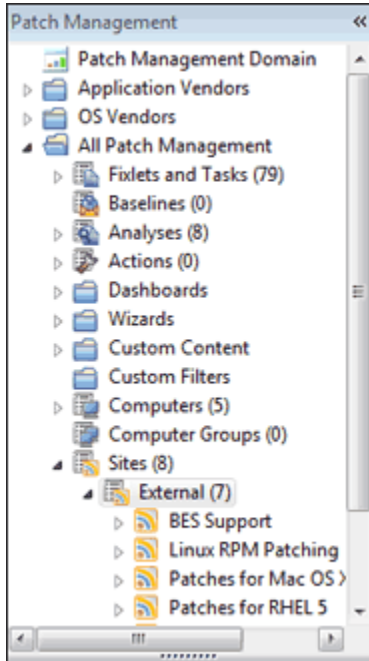 Patch Management
Patch Management Domain
Application Vendors
OS Vendors
All Patch Management
Fixlets and Tasks (79)
Baselines (0)
Analyses (8)
Actions (0)
Dashboards
Wizards
Custom Content
Custom Filters
Computers (5)
Computer Groups (0)
Sites (8)
External (7)
BES Support
Linux RPM Patching
Patches for Mac OS X
Patches for RHEL 5